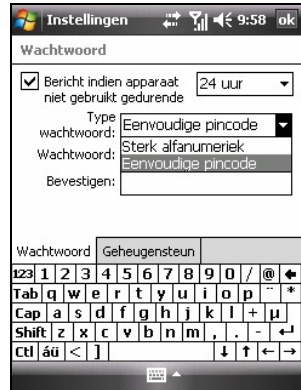 Instellingen 9:58 ok
Wachtwoord
Bericht indien apparaat 24 uur
niet gebruikt gedurende
Type
wachtwoord: Eenvoudige pincode
Sterk alfanumeriek
Wachtwoord: Eenvoudige pincode
Bevestigen:
Wachtwoord Geheugensteun
123 1 2 3 4 5 6 7 8 9 0 / @
Tab q w e r t y u i o p ¨ *
Cap a s d f g h j k l + µ
Shift z x c v b n m , . -
Ctl áü < ]